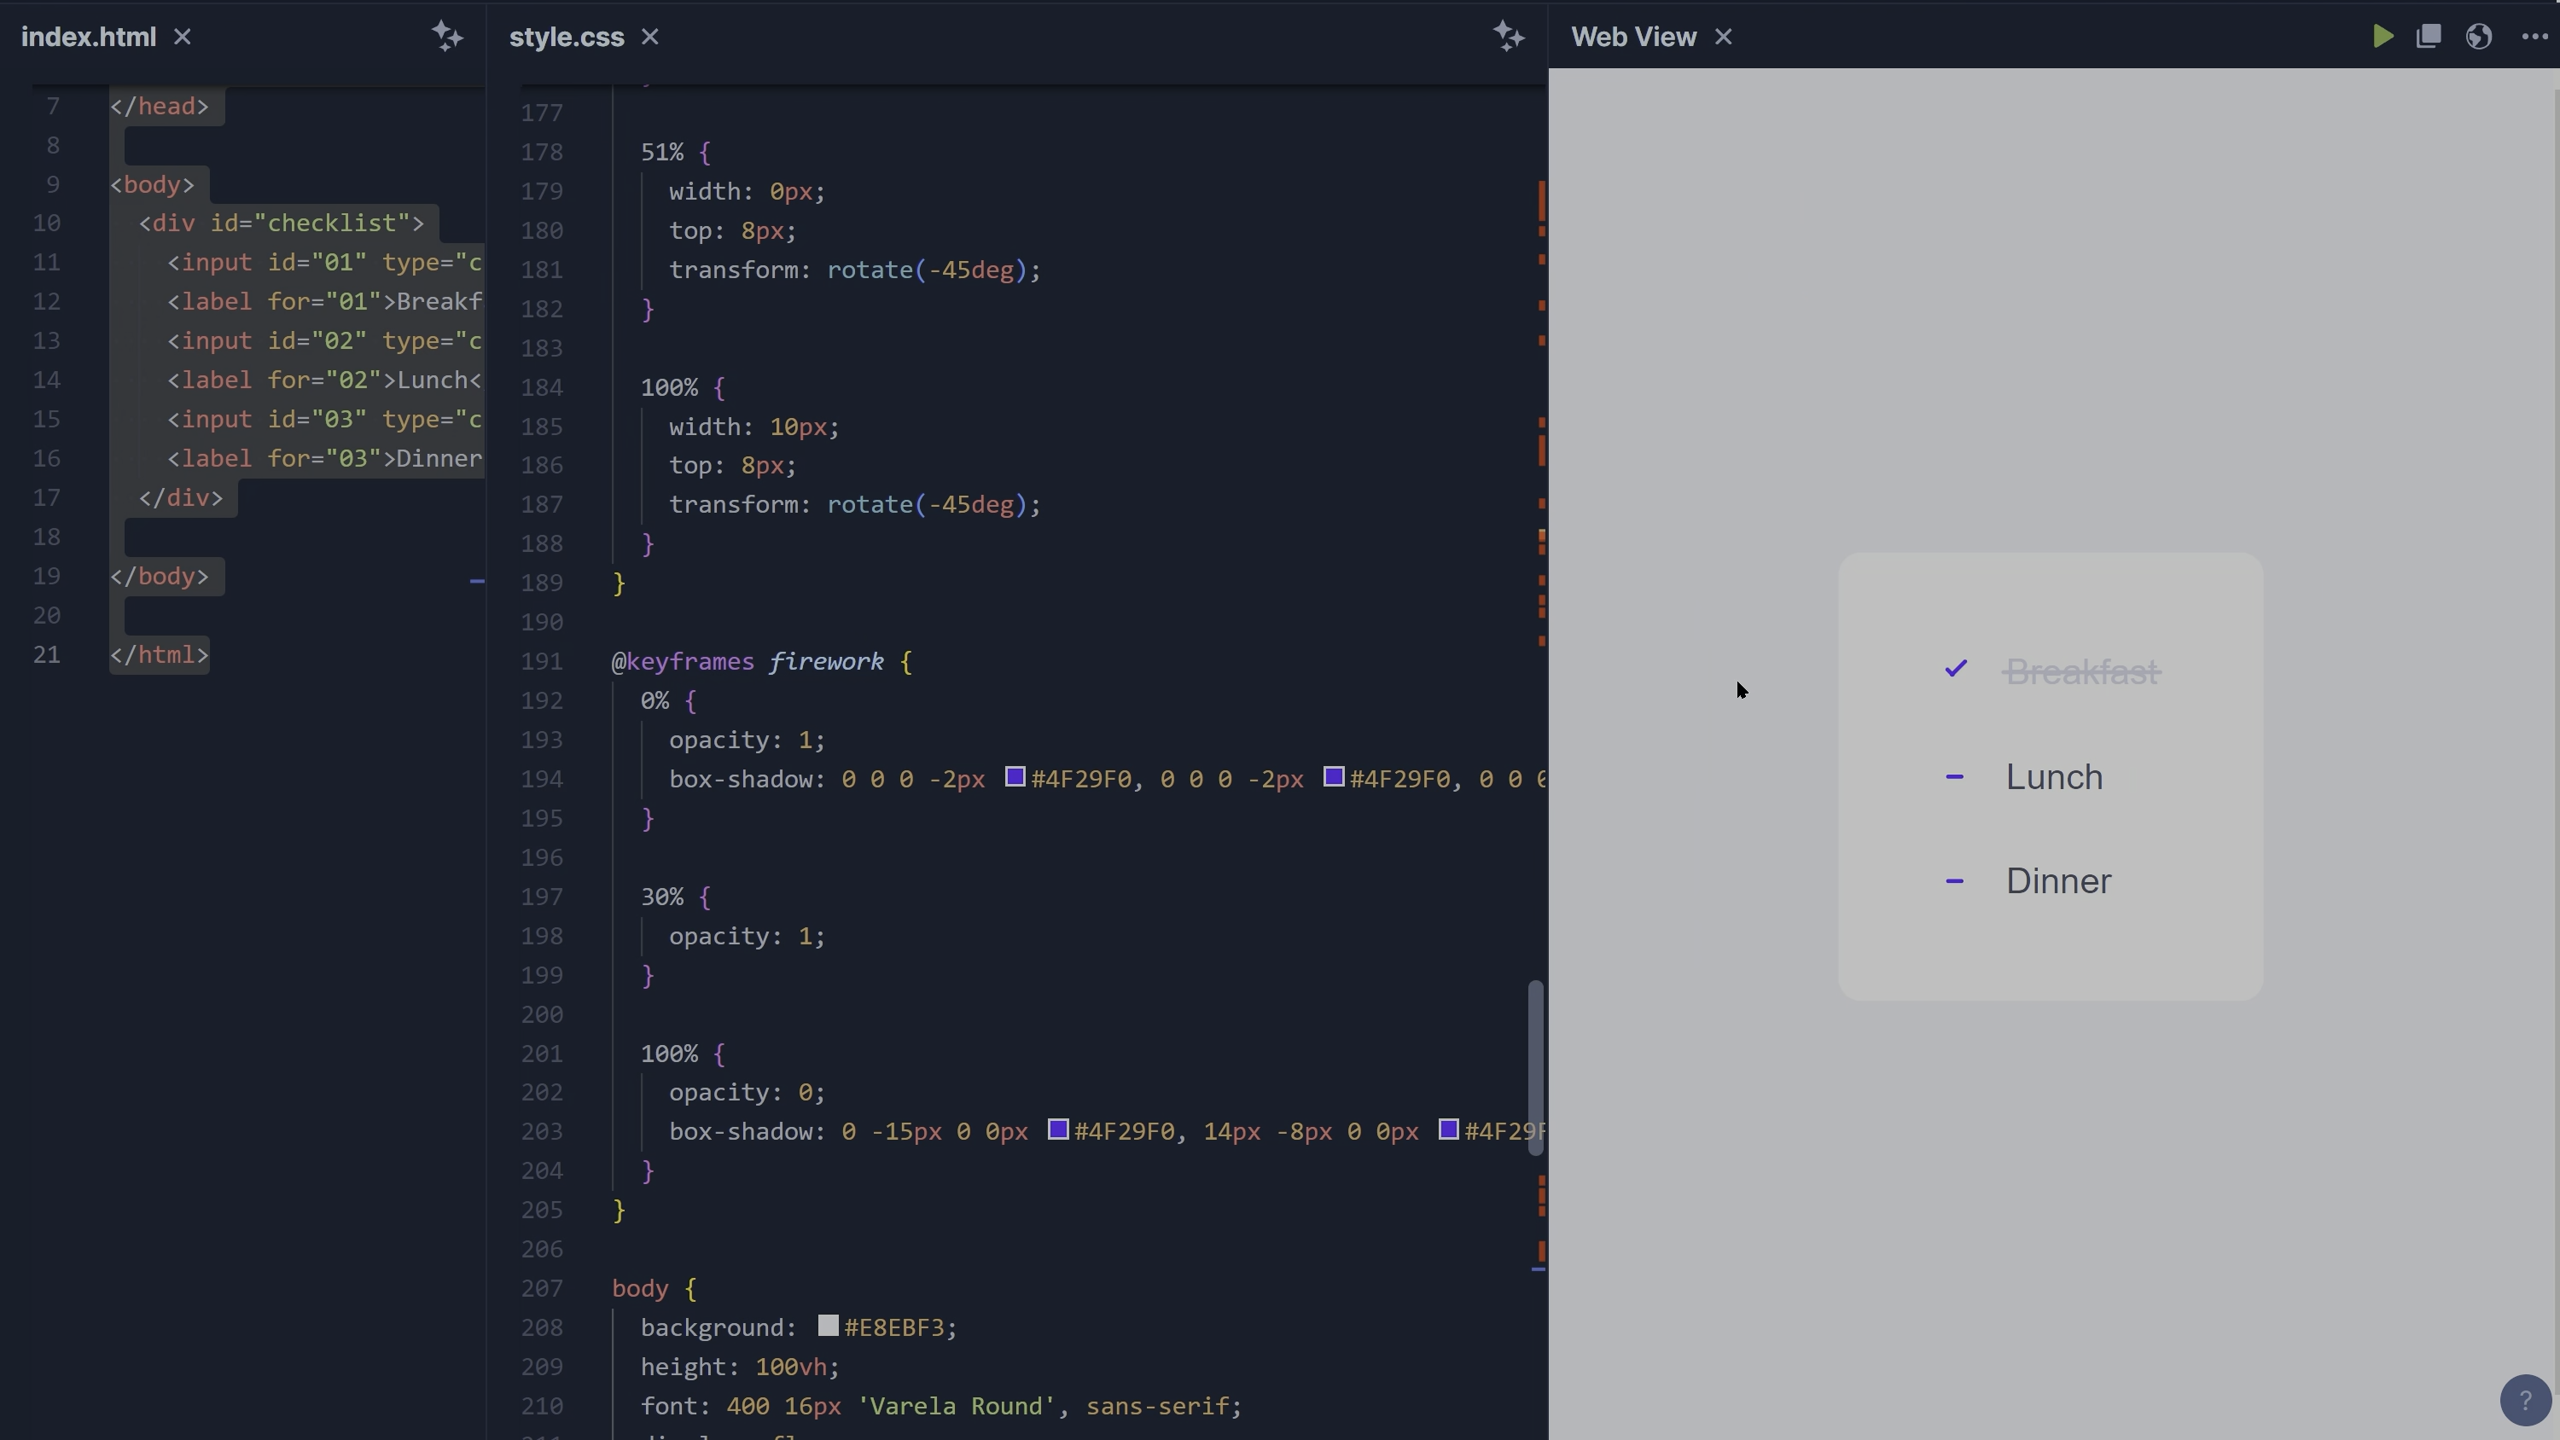 index.html
7 </head>
8
9 <body>
10 <div id="checklist">
11 <input id="01" type="c
12 <label for="01">Breakf
13 <input id="02" type="c
14 <label for="02">Lunch<
15 <input id="03" type="c
16 <label for="03">Dinner
17 </div>
18
19 </body>
20
21 </html>
style.css
177
178 51% {
179 width: 0px;
180 top: 8px;
181 transform: rotate(-45deg);
182 }
183
184 100% {
185 width: 10px;
186 top: 8px;
187 transform: rotate(-45deg);
188 }
189 }
190
191 @keyframes firework {
192 0% {
193 opacity: 1;
194 box-shadow: 0 0 0 -2px #4F29F0, 0 0 0 -2px #4F29F0, 0 0 0
195 }
196
197 30% {
198 opacity: 1;
199 }
200
201 100% {
202 opacity: 0;
203 box-shadow: 0 -15px 0 0px #4F29F0, 14px -8px 0 0px #4F29F
204 }
205 }
206
207 body {
208 background: #E8EBF3;
209 height: 100vh;
210 font: 400 16px 'Varela Round', sans-serif;
Web View
Breakfast
Lunch
Dinner
?